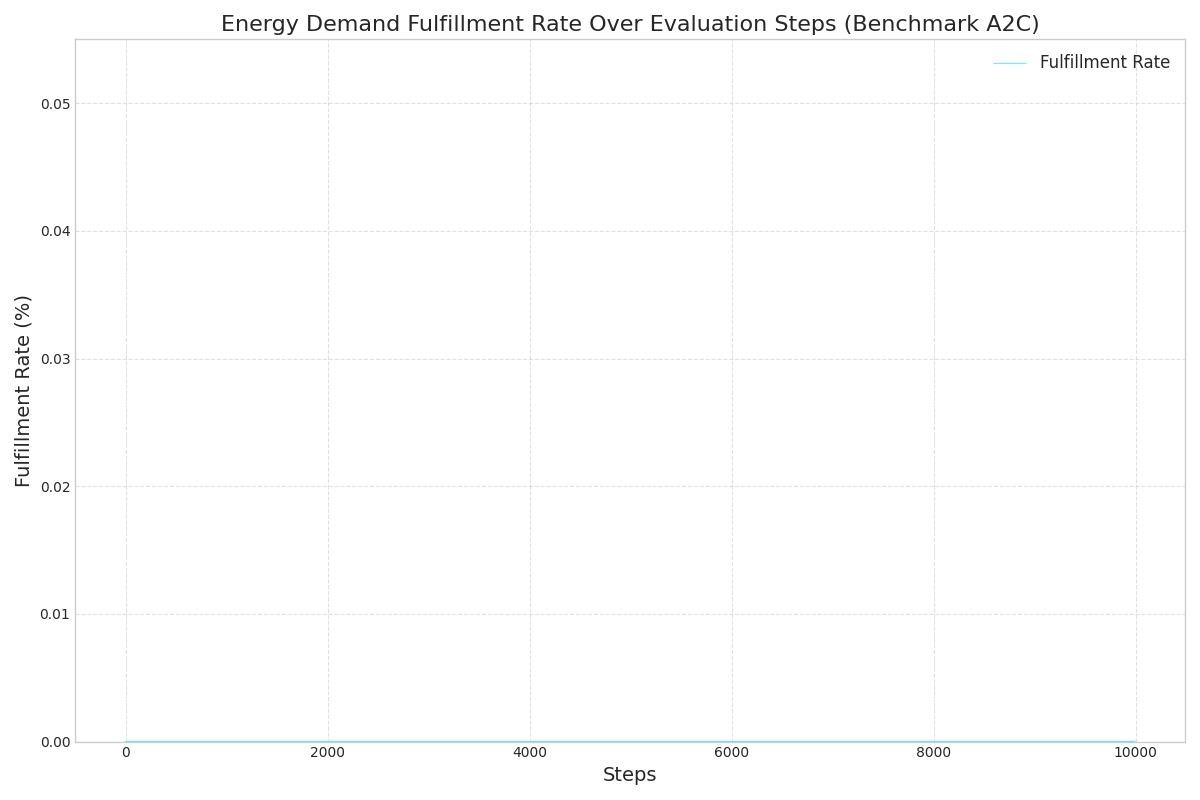 Energy Demand Fulfillment Rate Over Evaluation Steps (Benchmark A2C)
Fulfillment Rate
0.05
0.04
0.03
0.02
0.01
0.00
Fulfillment Rate (%)
0 2000 4000 6000 8000 10000
Steps